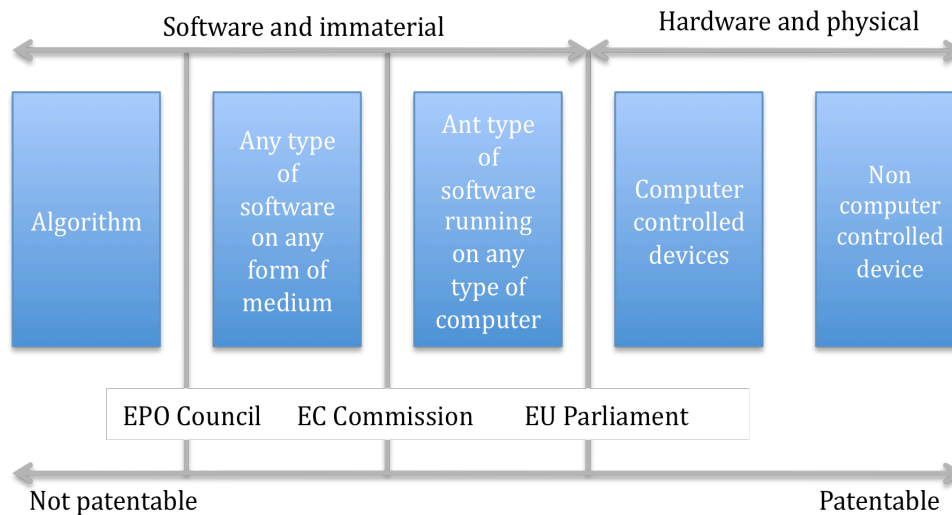 Software and immaterial
Hardware and physical
Algorithm
Any type
of
software
on any
form of
medium
Ant type
of
software
running
on any
type of
computer
Computer
controlled
devices
Non
computer
controlled
device
EPO Council
EC Commission
EU Parliament
Not patentable
Patentable